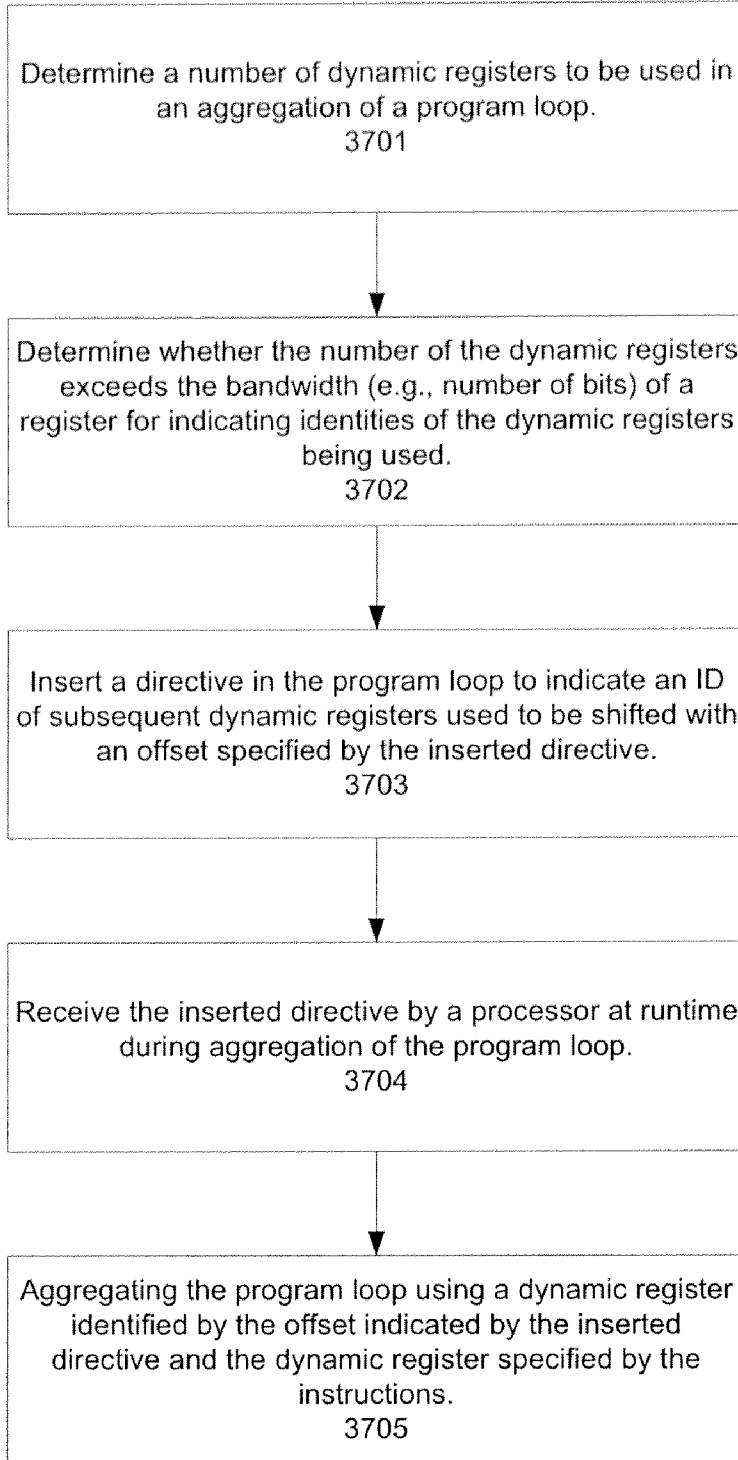 Determine a number of dynamic registers to be used in
an aggregation of a program loop.
3701
Determine whether the number of the dynamic registers
exceeds the bandwidth (e.g., number of bits) of a
register for indicating identities of the dynamic registers
being used.
3702
Insert a directive in the program loop to indicate an ID
of subsequent dynamic registers used to be shifted with
an offset specified by the inserted directive.
3703
Receive the inserted directive by a processor at runtime
during aggregation of the program loop.
3704
Aggregating the program loop using a dynamic register
identified by the offset indicated by the inserted
directive and the dynamic register specified by the
instructions.
3705